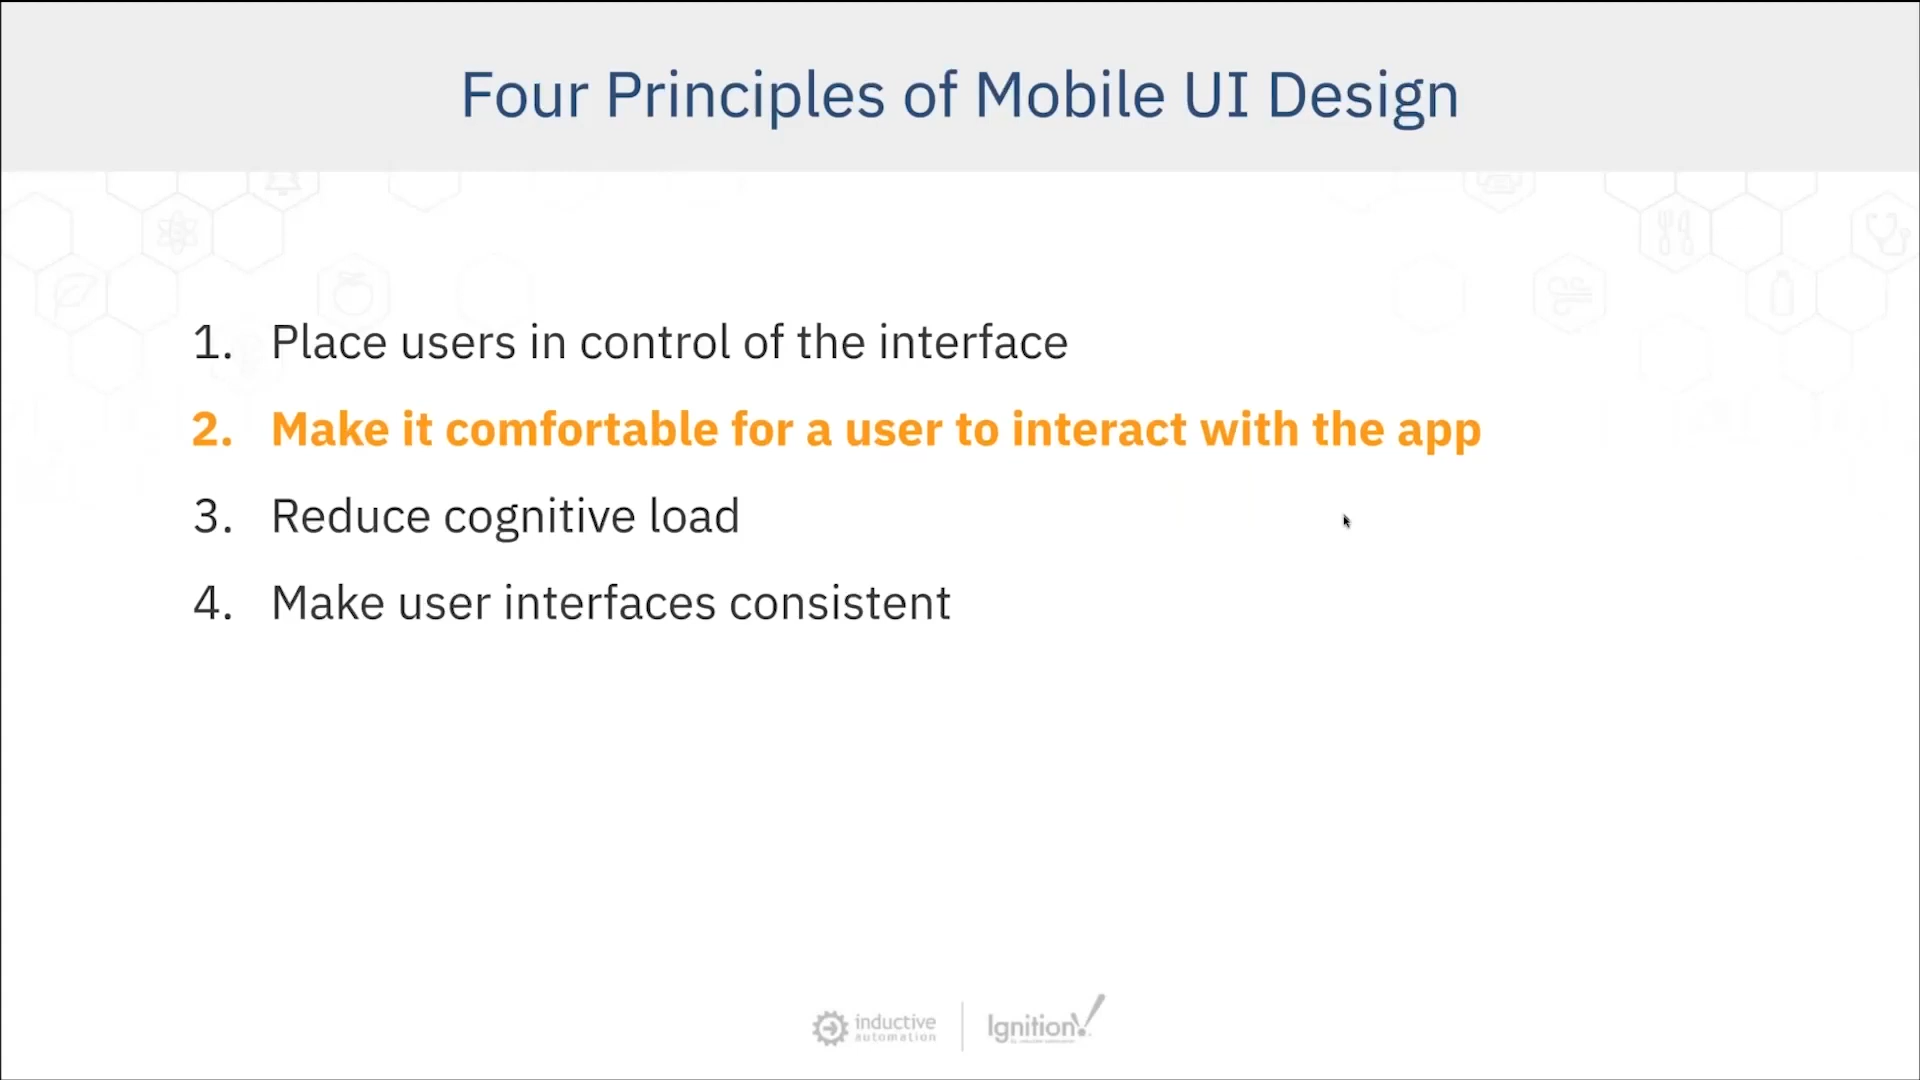 Four Principles of Mobile UI Design
1. Place users in control of the interface
2. Make it comfortable for a user to interact with the app
3. Reduce cognitive load
4. Make user interfaces consistent
inductive
automation
Ignition!